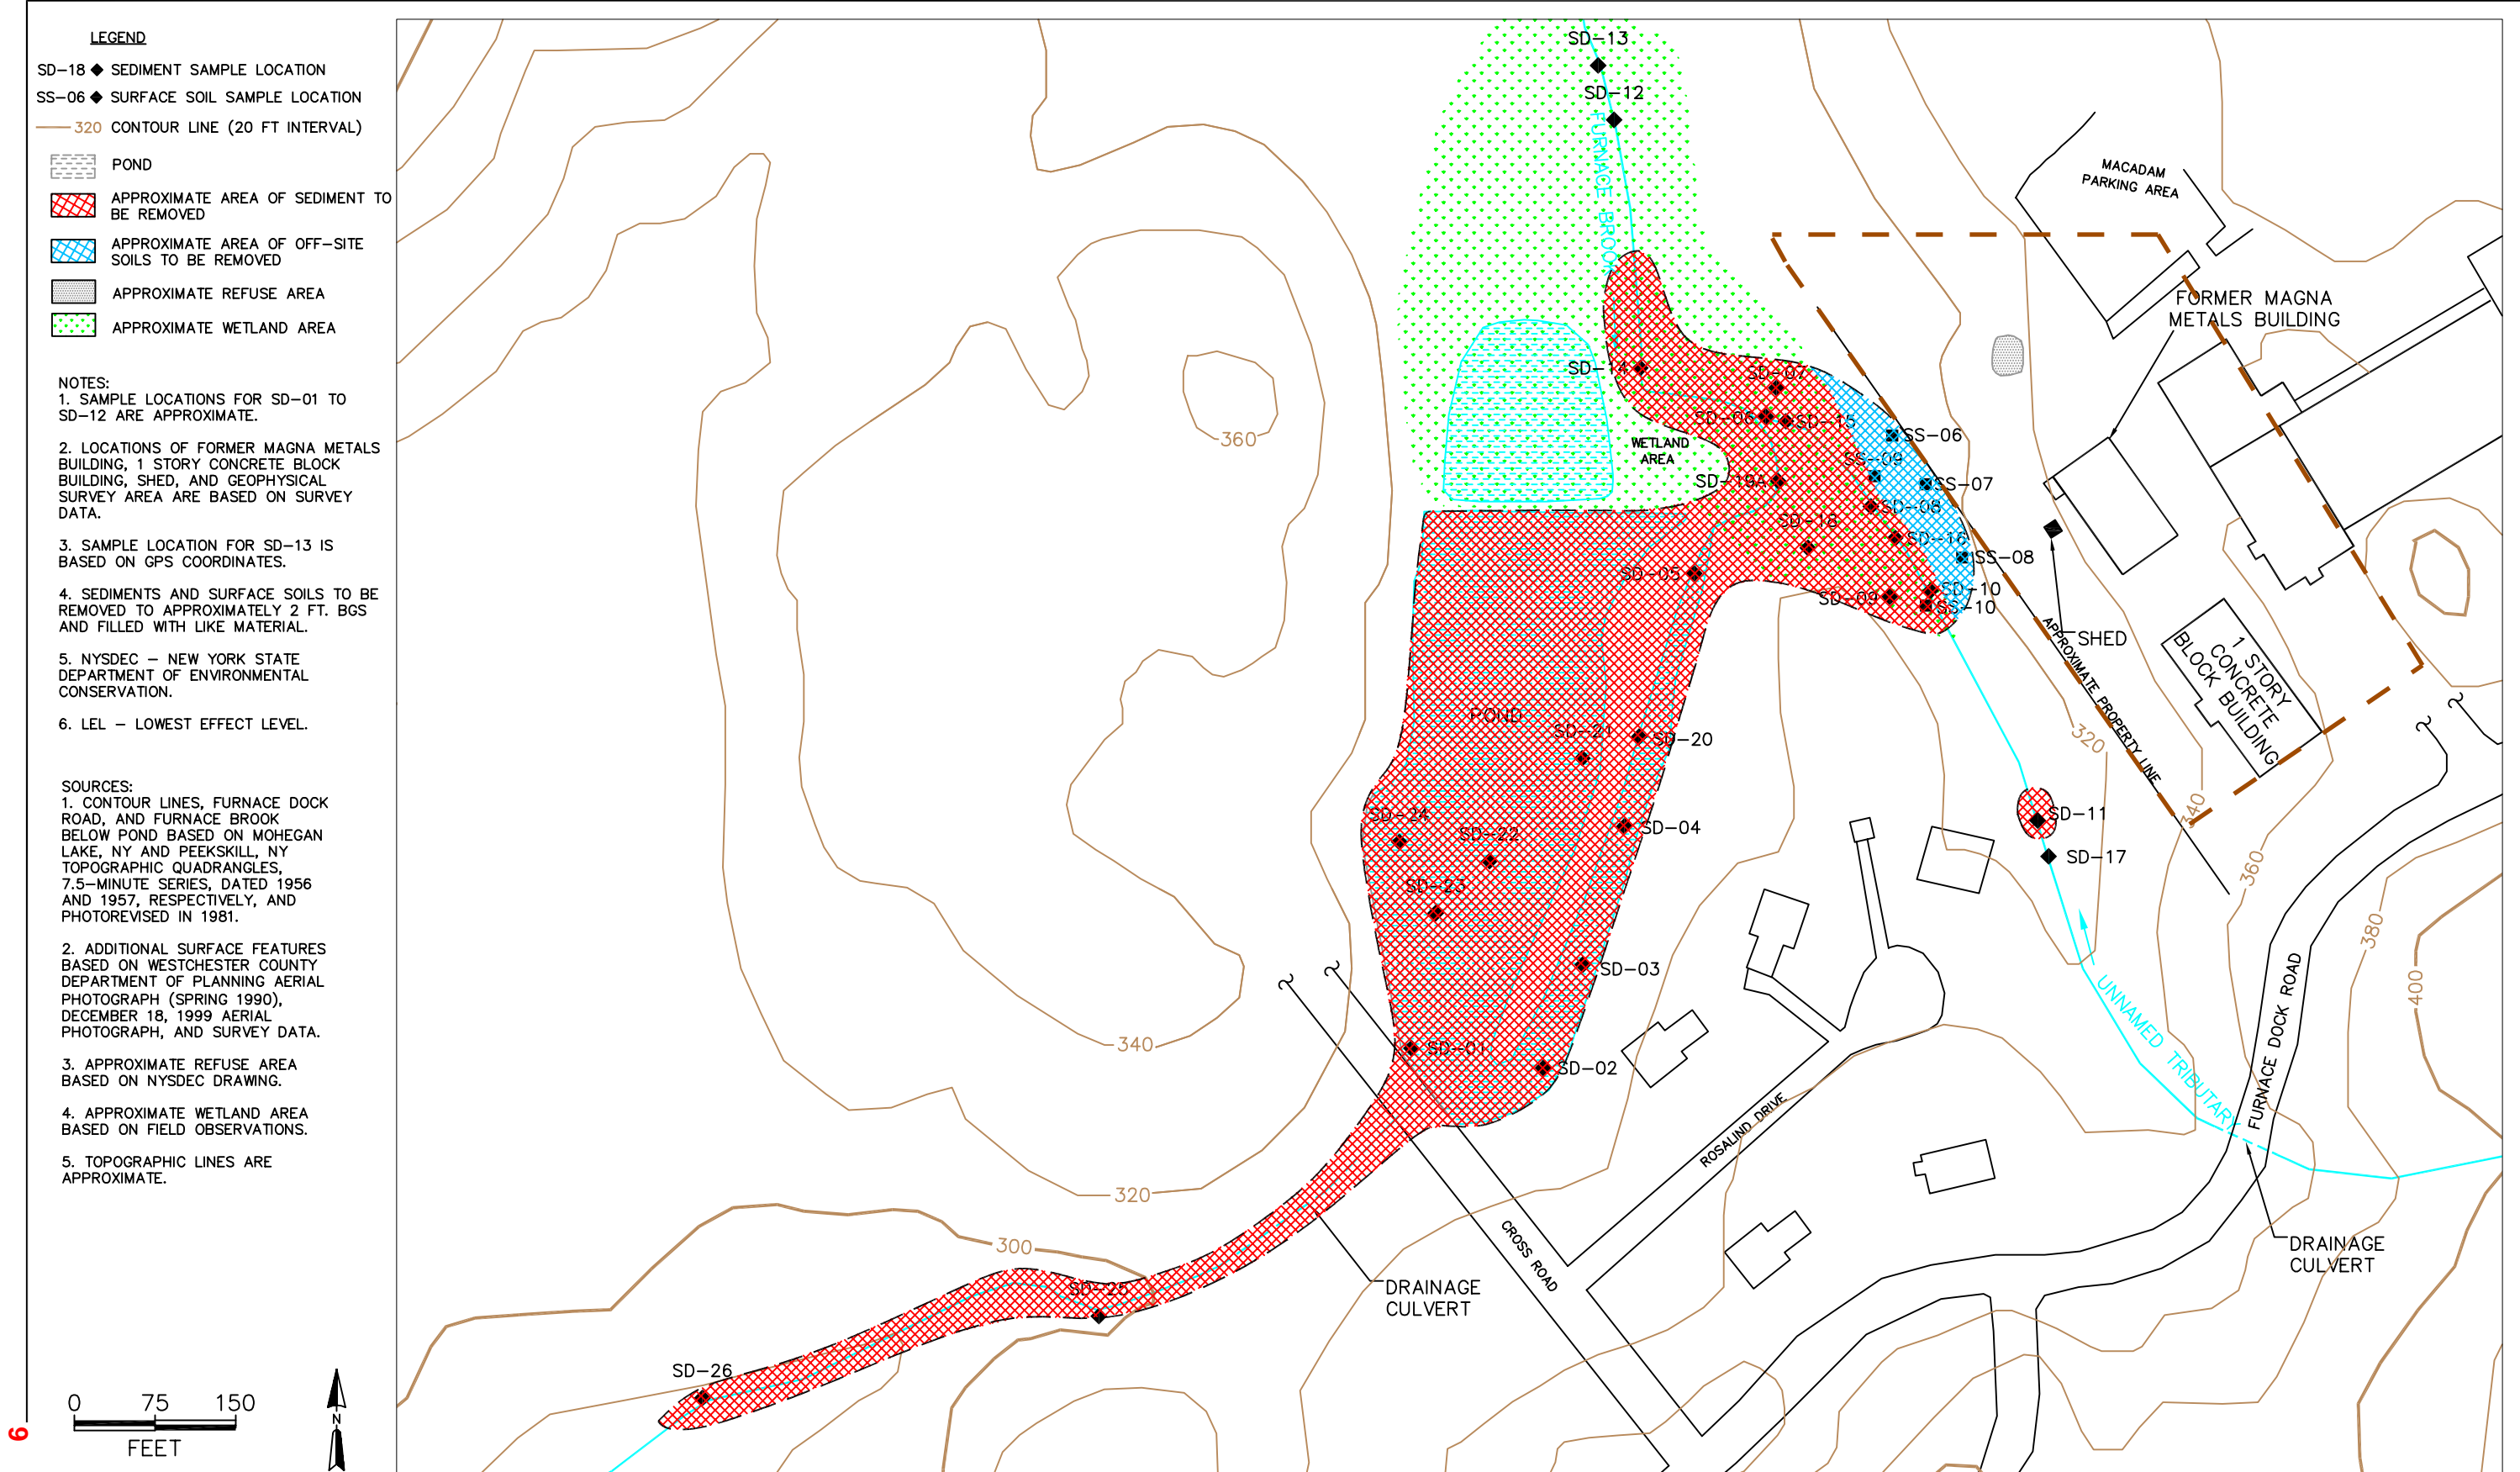 LEGEND
SD-18 ◆ SEDIMENT SAMPLE LOCATION
SS-06 ◆ SURFACE SOIL SAMPLE LOCATION
320 CONTOUR LINE (20 FT INTERVAL)
POND
APPROXIMATE AREA OF SEDIMENT TO
BE REMOVED
APPROXIMATE AREA OF OFF-SITE
SOILS TO BE REMOVED
APPROXIMATE REFUSE AREA
APPROXIMATE WETLAND AREA
NOTES:
1. SAMPLE LOCATIONS FOR SD-01 TO
SD-12 ARE APPROXIMATE.
2. LOCATIONS OF FORMER MAGNA METALS
BUILDING, 1 STORY CONCRETE BLOCK
BUILDING, SHED, AND GEOPHYSICAL
SURVEY AREA ARE BASED ON SURVEY
DATA.
3. SAMPLE LOCATION FOR SD-13 IS
BASED ON GPS COORDINATES.
4. SEDIMENTS AND SURFACE SOILS TO BE
REMOVED TO APPROXIMATELY 2 FT. BGS
AND FILLED WITH LIKE MATERIAL.
5. NYSDEC - NEW YORK STATE
DEPARTMENT OF ENVIRONMENTAL
CONSERVATION.
6. LEL - LOWEST EFFECT LEVEL.
SOURCES:
1. CONTOUR LINES, FURNACE DOCK
ROAD, AND FURNACE BROOK
BELOW POND BASED ON MOHEGAN
LAKE, NY AND PEEKSKILL, NY
TOPOGRAPHIC QUADRANGLES,
7.5-MINUTE SERIES, DATED 1956
AND 1957, RESPECTIVELY, AND
PHOTOREVISED IN 1981.
2. ADDITIONAL SURFACE FEATURES
BASED ON WESTCHESTER COUNTY
DEPARTMENT OF PLANNING AERIAL
PHOTOGRAPH (SPRING 1990),
DECEMBER 18, 1999 AERIAL
PHOTOGRAPH, AND SURVEY DATA.
3. APPROXIMATE REFUSE AREA
BASED ON NYSDEC DRAWING.
4. APPROXIMATE WETLAND AREA
BASED ON FIELD OBSERVATIONS.
5. TOPOGRAPHIC LINES ARE
APPROXIMATE.
0 75 150
FEET
N
6
SD-13
SD-12
FURNACE BROOK
MACADAM
PARKING AREA
FORMER MAGNA
METALS BUILDING
SD-14
SD-07
SD-06
SD-15
SS-06
WETLAND
AREA
360
SS-09
SD-19A
SS-07
SD-08
SD-18
SD-16
SS-08
SD-05
SD-10
SD-09
SS-10
SHED
APPROXIMATE PROPERTY LINE
1 STORY
CONCRETE
BLOCK BUILDING
POND
SD-21
SD-20
320
340
SD-11
SD-24
SD-22
SD-04
SD-17
360
SD-23
380
SD-03
400
UNNAMED TRIBUTARY
FURNACE DOCK ROAD
340
SD-01
SD-02
ROSALIND DRIVE
320
300
CROSS ROAD
DRAINAGE
CULVERT
DRAINAGE
CULVERT
SD-25
SD-26